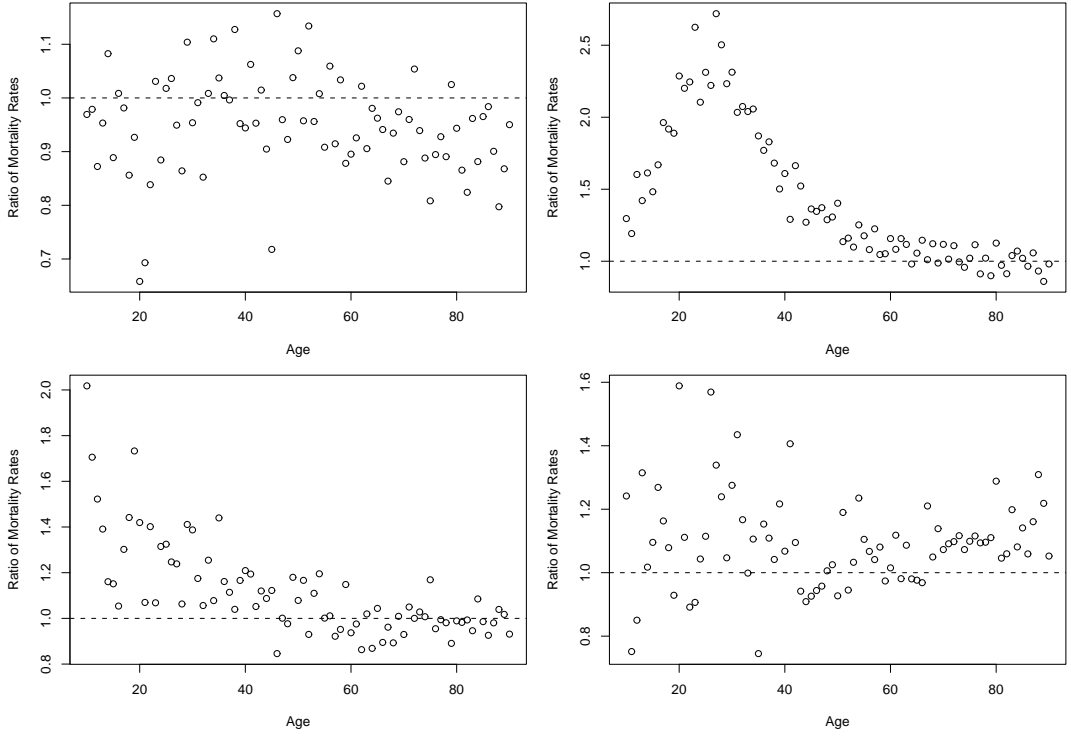 Ratio of Mortality Rates
0.7 0.8 0.9 1.0 1.1
20 40 60 80
Age
Ratio of Mortality Rates
1.0 1.5 2.0 2.5
20 40 60 80
Age
Ratio of Mortality Rates
0.8 1.0 1.2 1.4 1.6 1.8 2.0
20 40 60 80
Age
Ratio of Mortality Rates
0.8 1.0 1.2 1.4 1.6
20 40 60 80
Age